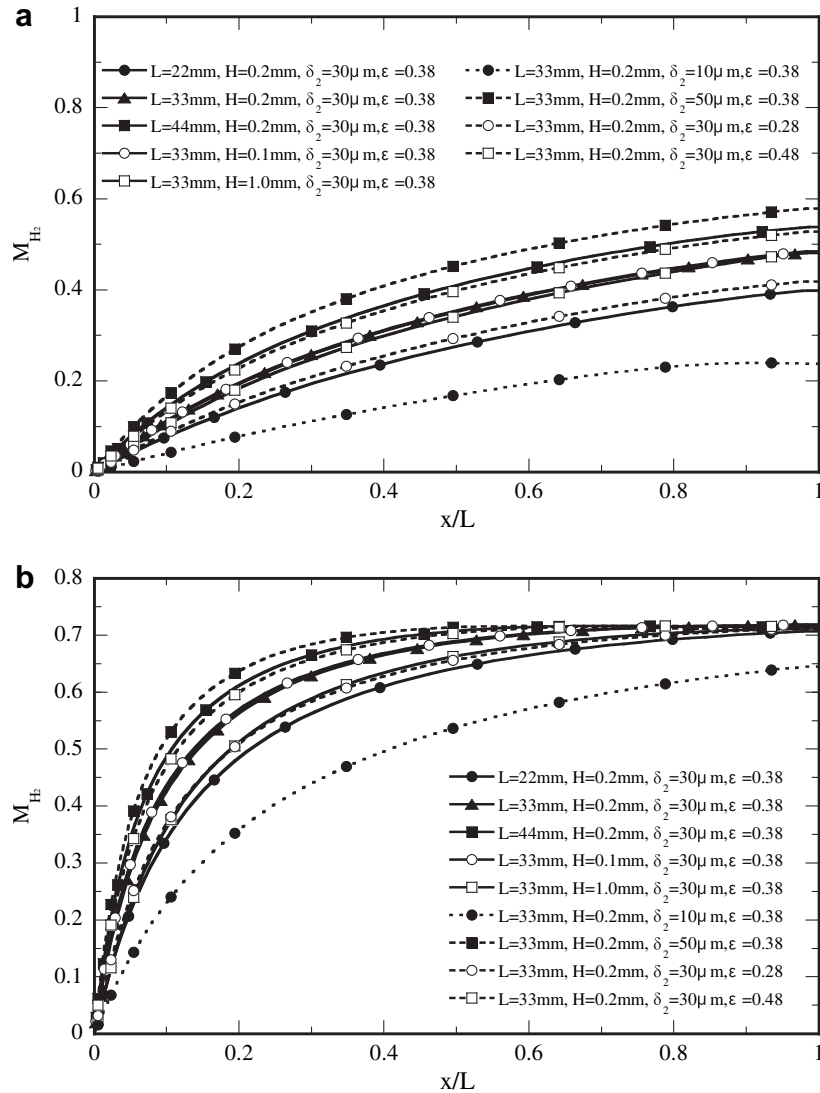 a
1
0.8
0.6
0.4
0.2
0
M_H₂
L=22mm, H=0.2mm, δ₂=30μ m,ε =0.38
L=33mm, H=0.2mm, δ₂=30μ m,ε =0.38
L=44mm, H=0.2mm, δ₂=30μ m,ε =0.38
L=33mm, H=0.1mm, δ₂=30μ m,ε =0.38
L=33mm, H=1.0mm, δ₂=30μ m,ε =0.38
L=33mm, H=0.2mm, δ₂=10μ m,ε =0.38
L=33mm, H=0.2mm, δ₂=50μ m,ε =0.38
L=33mm, H=0.2mm, δ₂=30μ m,ε =0.28
L=33mm, H=0.2mm, δ₂=30μ m,ε =0.48
0 0.2 0.4 0.6 0.8 1
x/L
b
0.8
0.7
0.6
0.5
0.4
0.3
0.2
0.1
0
M_H₂
L=22mm, H=0.2mm, δ₂=30μ m,ε =0.38
L=33mm, H=0.2mm, δ₂=30μ m,ε =0.38
L=44mm, H=0.2mm, δ₂=30μ m,ε =0.38
L=33mm, H=0.1mm, δ₂=30μ m,ε =0.38
L=33mm, H=1.0mm, δ₂=30μ m,ε =0.38
L=33mm, H=0.2mm, δ₂=10μ m,ε =0.38
L=33mm, H=0.2mm, δ₂=50μ m,ε =0.38
L=33mm, H=0.2mm, δ₂=30μ m,ε =0.28
L=33mm, H=0.2mm, δ₂=30μ m,ε =0.48
0 0.2 0.4 0.6 0.8 1
x/L